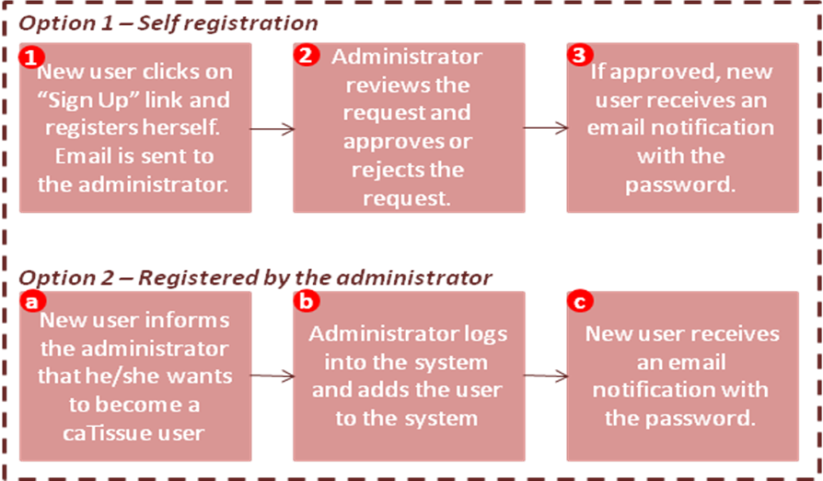 Option 1 – Self registration
1
New user clicks on
“Sign Up” link and
registers herself.
Email is sent to
the administrator.
2
Administrator
reviews the
request and
approves or
rejects the
request.
3
If approved, new
user receives an
email notification
with the
password.
Option 2 – Registered by the administrator
a
New user informs
the administrator
that he/she wants
to become a
caTissue user
b
Administrator logs
into the system
and adds the user
to the system
c
New user receives
an email
notification with
the password.